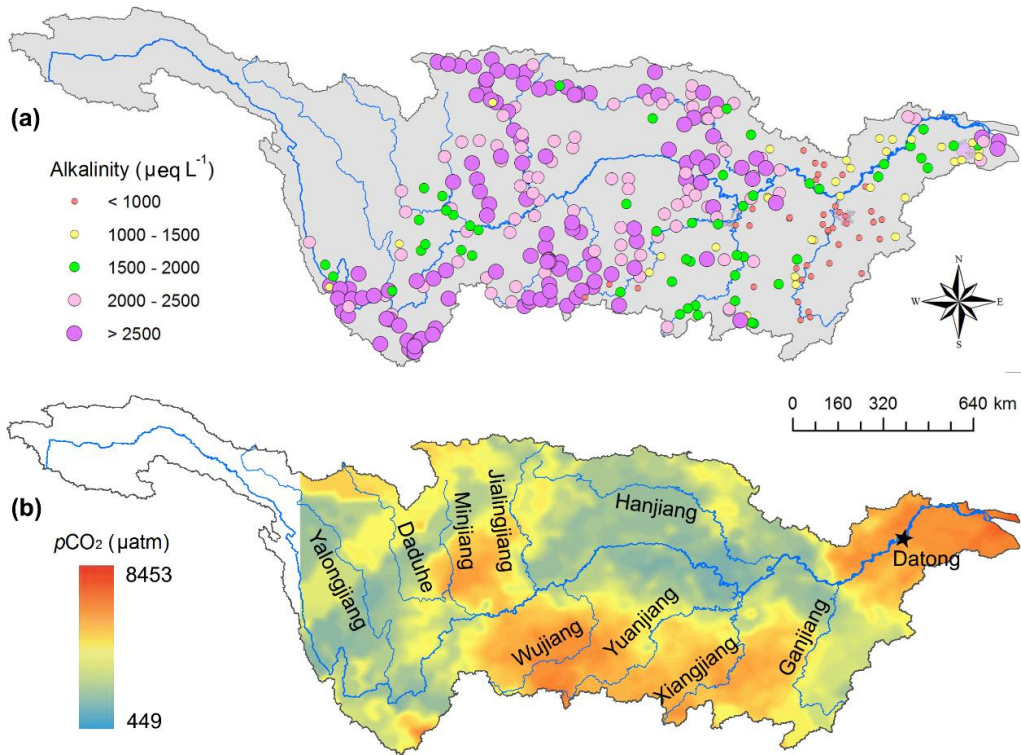 (a)
Alkalinity (µeq L⁻¹)
< 1000
1000 - 1500
1500 - 2000
2000 - 2500
> 2500
N
W
E
S
0 160 320 640 km
(b)
pCO₂ (µatm)
8453
449
Yalongjiang
Daduhe
Minjiang
Jialingjiang
Hanjiang
Wujiang
Yuanjiang
Xiangjiang
Ganjiang
Datong